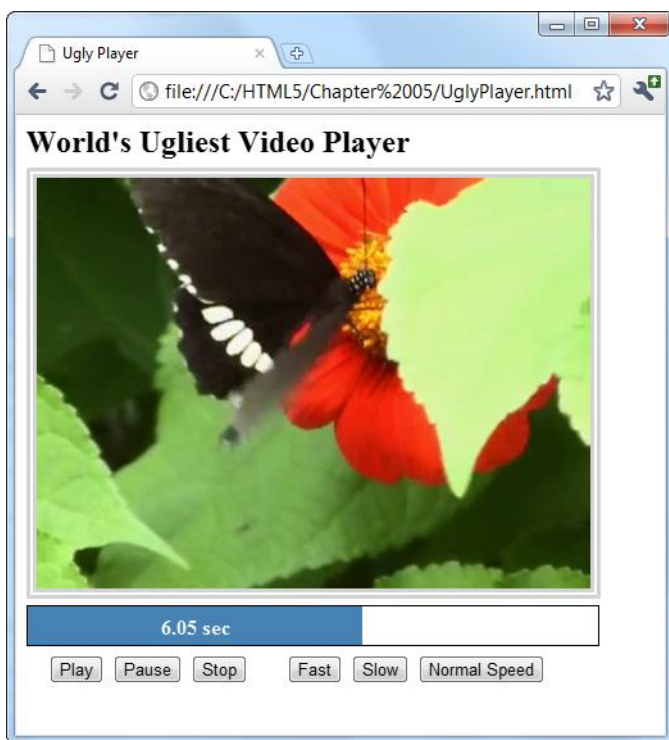 Ugly Player
file:///C:/HTML5/Chapter%2005/UglyPlayer.html
World's Ugliest Video Player
6.05 sec
Play Pause Stop Fast Slow Normal Speed